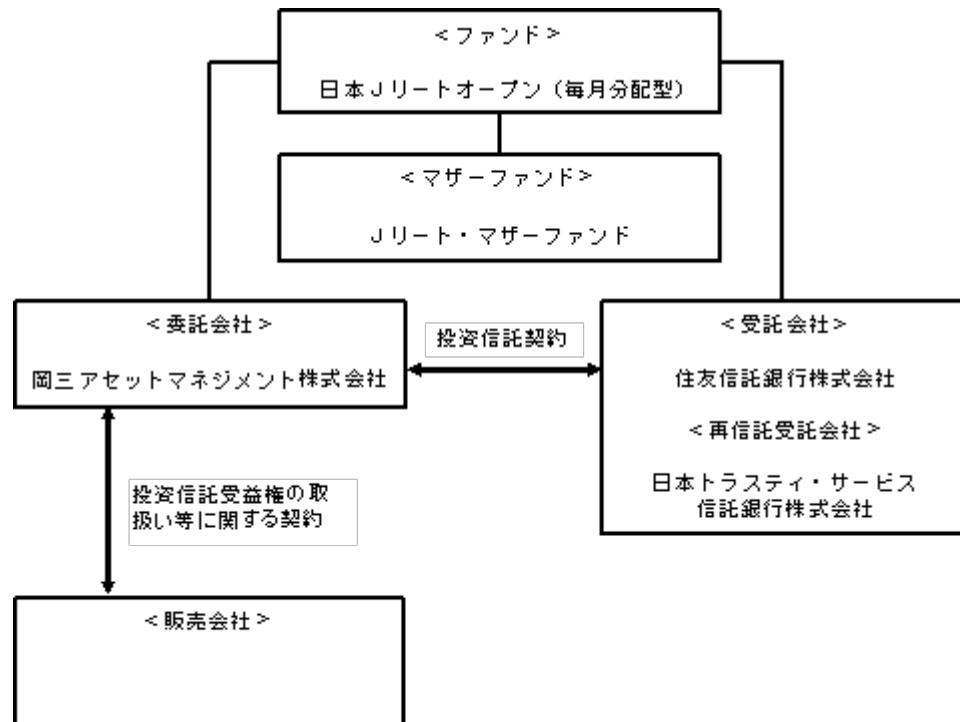 <ファンド>
日本Jリートオープン（毎月分配型）
<マザーファンド>
Jリート・マザーファンド
<委託会社>
岡三アセットマネジメント株式会社
投資信託契約
<受託会社>
住友信託銀行株式会社
<再信託受託会社>
日本トラスティ・サービス
信託銀行株式会社
投資信託受益権の取
扱い等に関する契約
<販売会社>